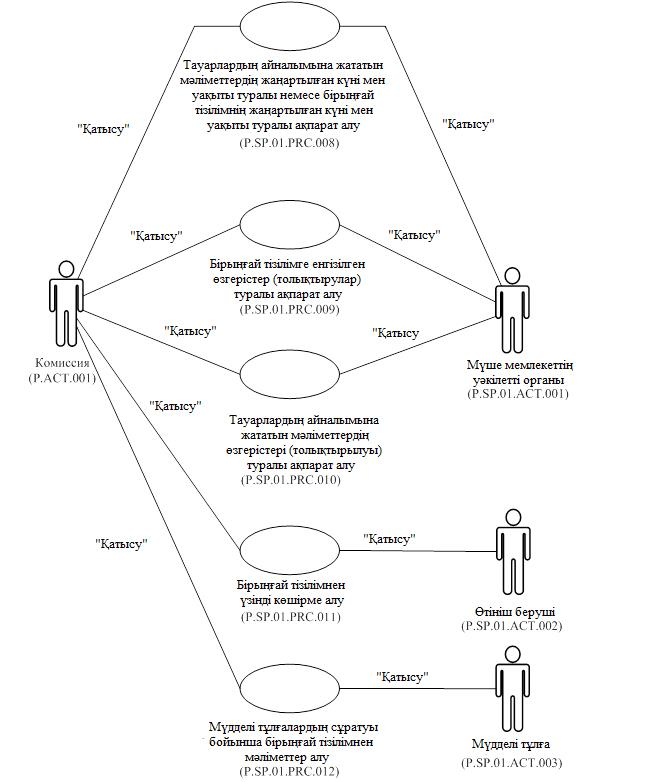 Тауарлардың айналымына жататын
мәліметтердің жаңартылған күні мен
уақыты туралы немесе бірыңғай
тізілімнің жаңартылған күні мен
уақыты туралы ақпарат алу
(P.SP.01.PRC.008)
"Қатысу"
"Қатысу"
"Қатысу"
"Қатысу"
Бірыңғай тізілімге енгізілген
өзгерістер (толықтырулар)
туралы ақпарат алу
(P.SP.01.PRC.009)
"Қатысу"
"Қатысу
Комиссия
(P.ACT.001)
Мүше мемлекеттің
уәкілетті органы
(P.SP.01.ACT.001)
"Қатысу"
Тауарлардың айналымына
жататын мәліметтердің
өзгерістері (толықтырылуы)
туралы ақпарат алу
(P.SP.01.PRC.010)
"Қатысу"
"Қатысу"
Бірыңғай тізілімнен
үзінді көшірме алу
(P.SP.01.PRC.011)
Өтініш беруші
(P.SP.01.ACT.002)
"Қатысу"
Мүдделі тұлғалардың сұратуы
бойынша бірыңғай тізілімнен
мәліметтер алу
(P.SP.01.PRC.012)
Мүдделі тұлға
(P.SP.01.ACT.003)